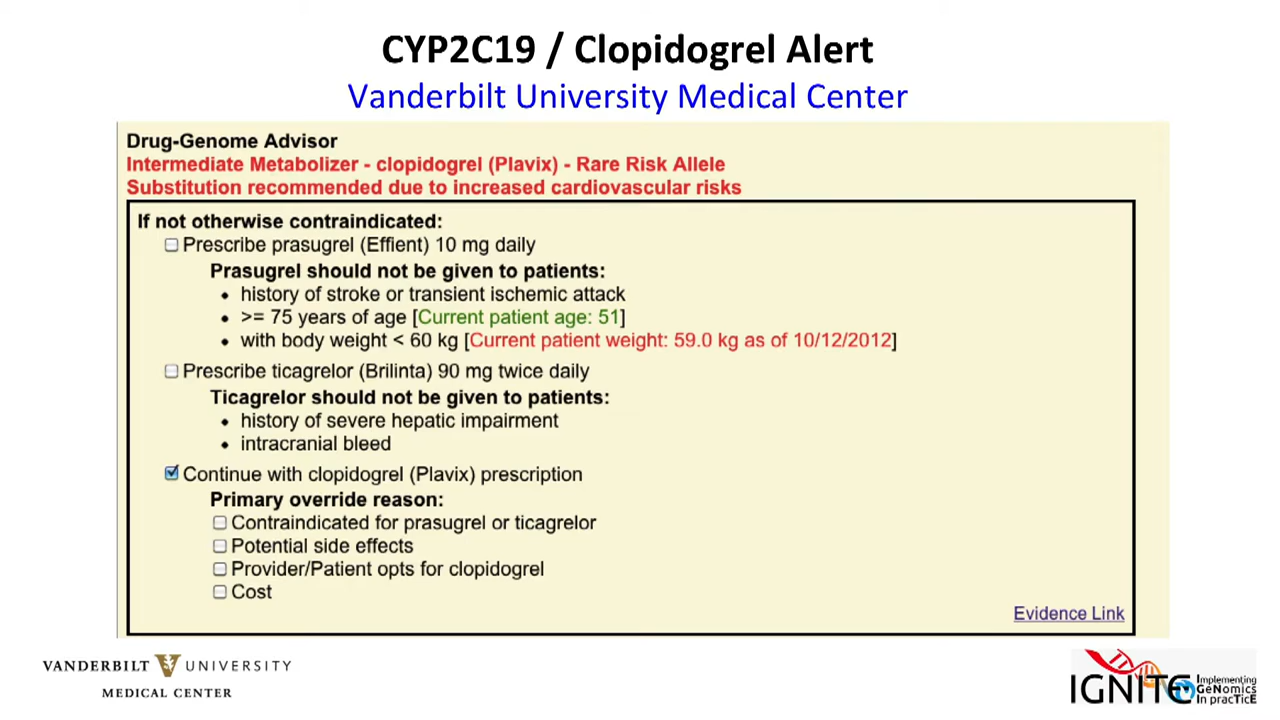 CYP2C19 / Clopidogrel Alert
Vanderbilt University Medical Center
Drug-Genome Advisor
Intermediate Metabolizer - clopidogrel (Plavix) - Rare Risk Allele
Substitution recommended due to increased cardiovascular risks
If not otherwise contraindicated:
Prescribe prasugrel (Effient) 10 mg daily
Prasugrel should not be given to patients:
• history of stroke or transient ischemic attack
• >= 75 years of age [Current patient age: 51]
• with body weight < 60 kg [Current patient weight: 59.0 kg as of 10/12/2012]
Prescribe ticagrelor (Brilinta) 90 mg twice daily
Ticagrelor should not be given to patients:
• history of severe hepatic impairment
• intracranial bleed
Continue with clopidogrel (Plavix) prescription
Primary override reason:
Contraindicated for prasugrel or ticagrelor
Potential side effects
Provider/Patient opts for clopidogrel
Cost
Evidence Link
VANDERBILT V UNIVERSITY
MEDICAL CENTER
IGNITE
Implementing
GeNomics
In pracTicE